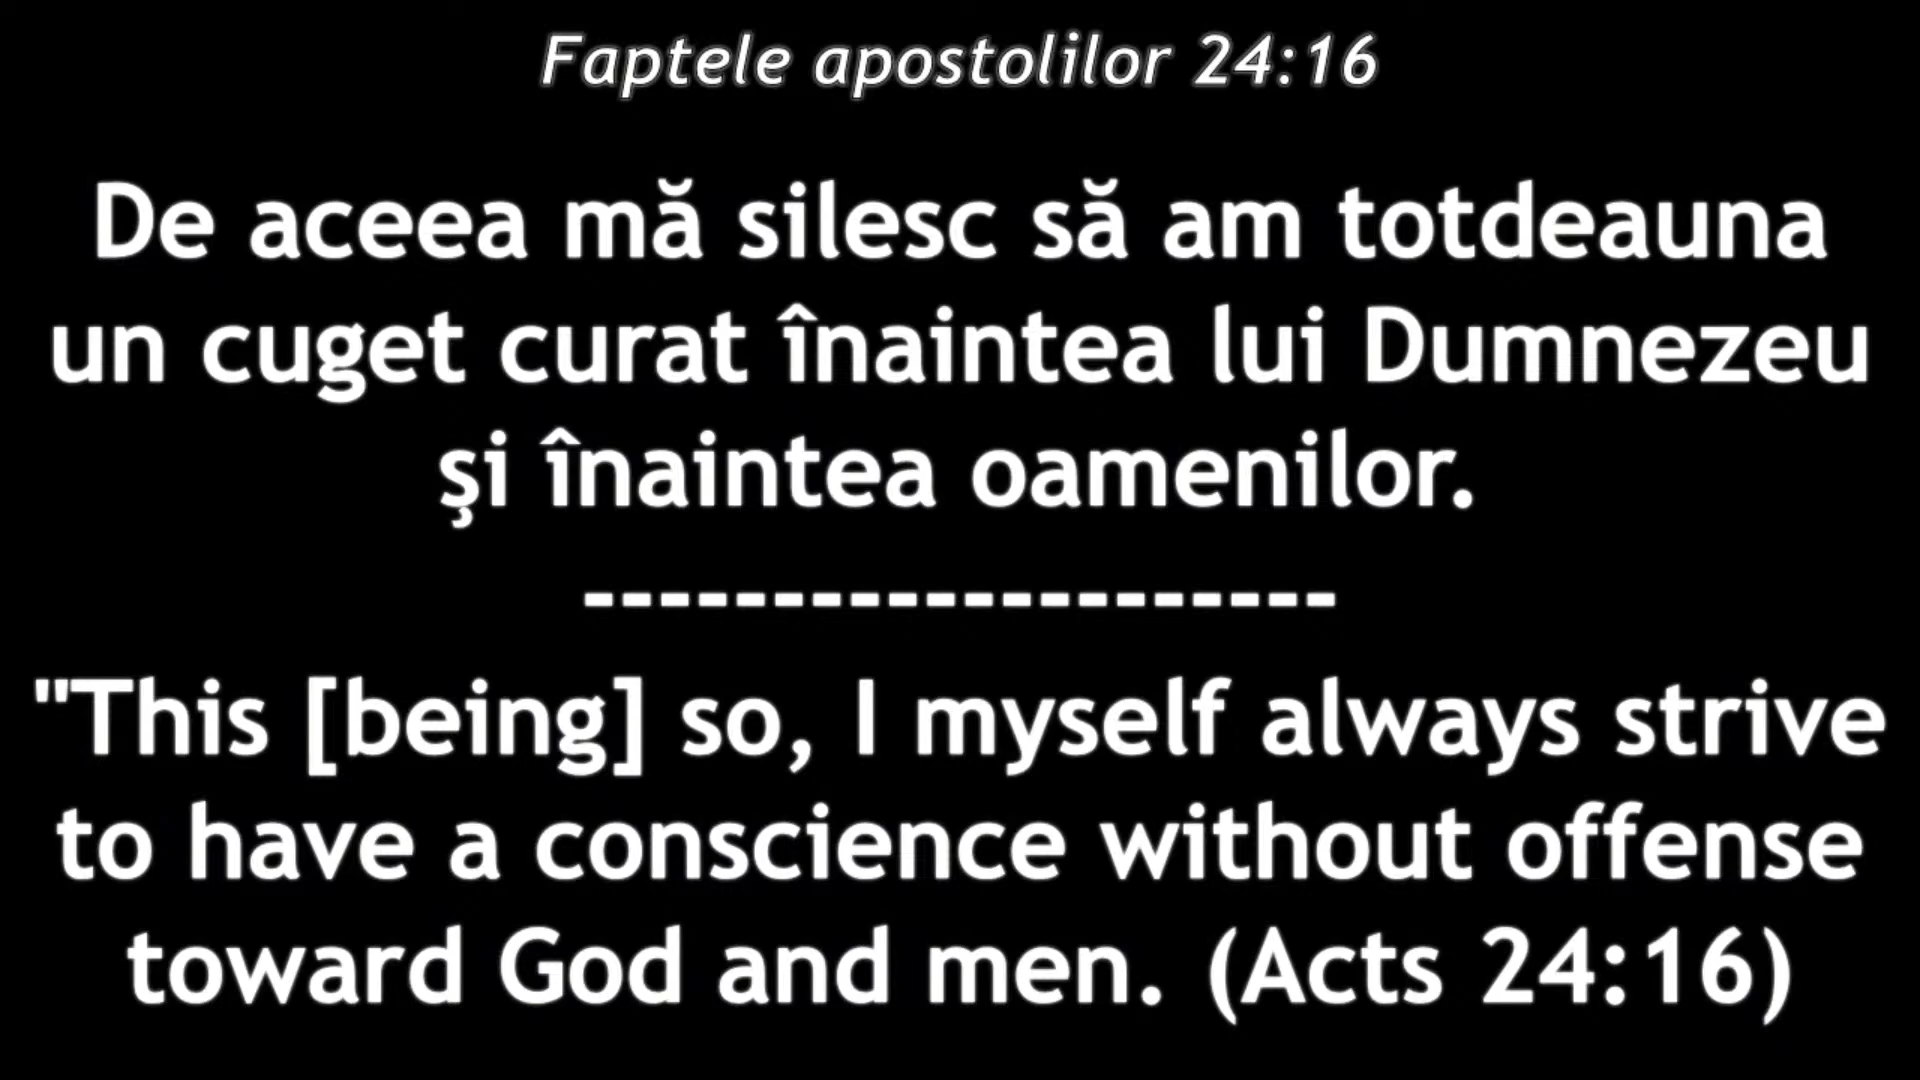 Faptele apostolilor 24:16
De aceea mă silesc să am totdeauna
un cuget curat înaintea lui Dumnezeu
şi înaintea oamenilor.
--------------------
"This [being] so, I myself always strive
to have a conscience without offense
toward God and men. (Acts 24:16)